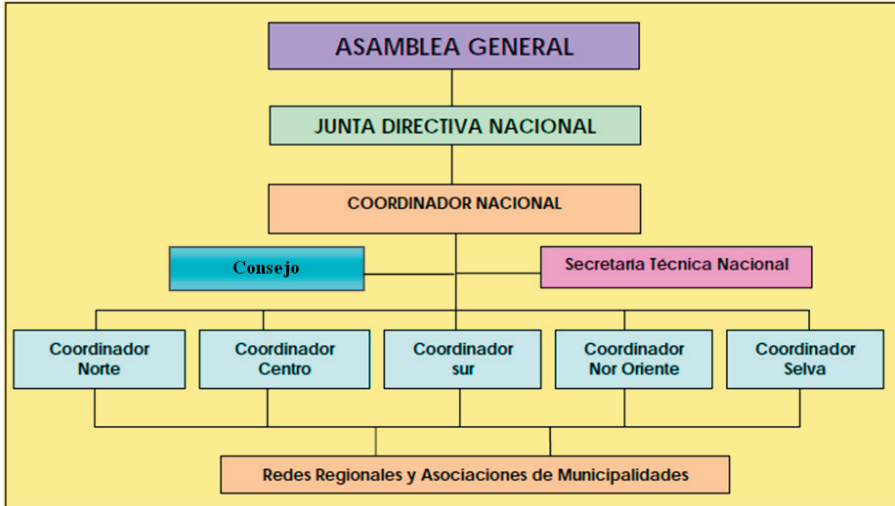 ASAMBLEA GENERAL
JUNTA DIRECTIVA NACIONAL
COORDINADOR NACIONAL
Consejo
Secretaría Técnica Nacional
Coordinador
Norte
Coordinador
Centro
Coordinador
sur
Coordinador
Nor Oriente
Coordinador
Selva
Redes Regionales y Asociaciones de Municipalidades